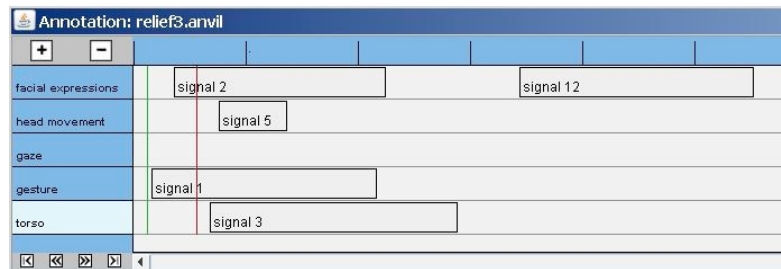 Annotation: relief3.anvil
+ -
facial expressions signal 2 signal 12
head movement signal 5
gaze
gesture signal 1
torso signal 3